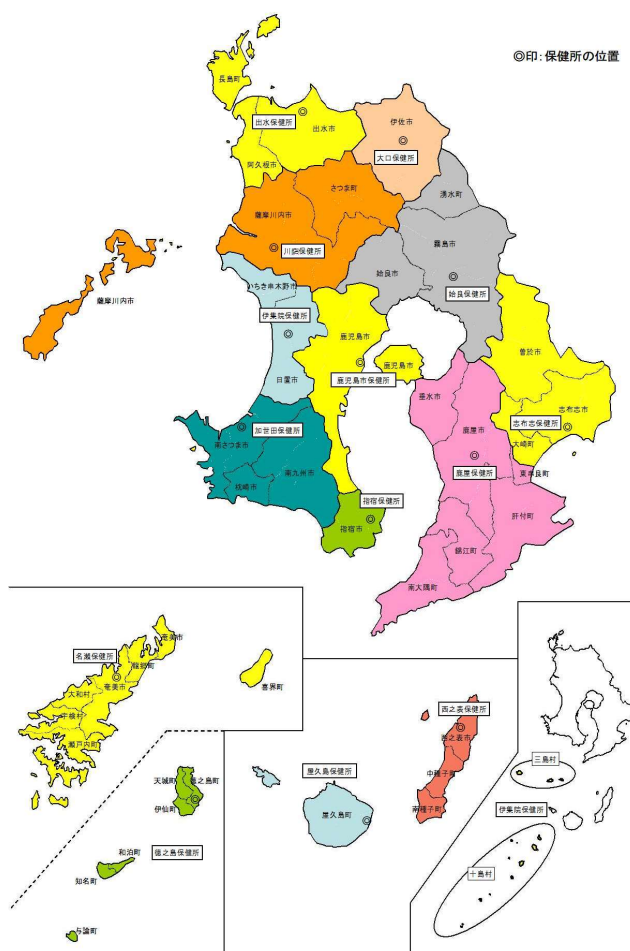 ◎印：保健所の位置
長島町
出水保健所
出水市
阿久根市
伊佐市
大口保健所
さつま町
湧水町
薩摩川内市
霧島市
川薩保健所
姶良市
姶良保健所
薩摩川内市
いちき串木野市
伊集院保健所
鹿児島市
曽於市
日置市
鹿児島市保健所
鹿児島市
垂水市
志布志市
志布志保健所
加世田保健所
鹿屋市
大崎町
南さつま市
鹿屋保健所
東串良町
南九州市
枕崎市
指宿保健所
指宿市
肝付町
錦江町
南大隅町
奄美市
名瀬保健所
龍郷町
喜界町
奄美市
大和村
宇検村
瀬戸内町
西之表保健所
西之表市
三島村
屋久島保健所
中種子町
天城町
徳之島町
南種子町
伊集院保健所
伊仙町
屋久島町
和泊町
徳之島保健所
知名町
十島村
与論町